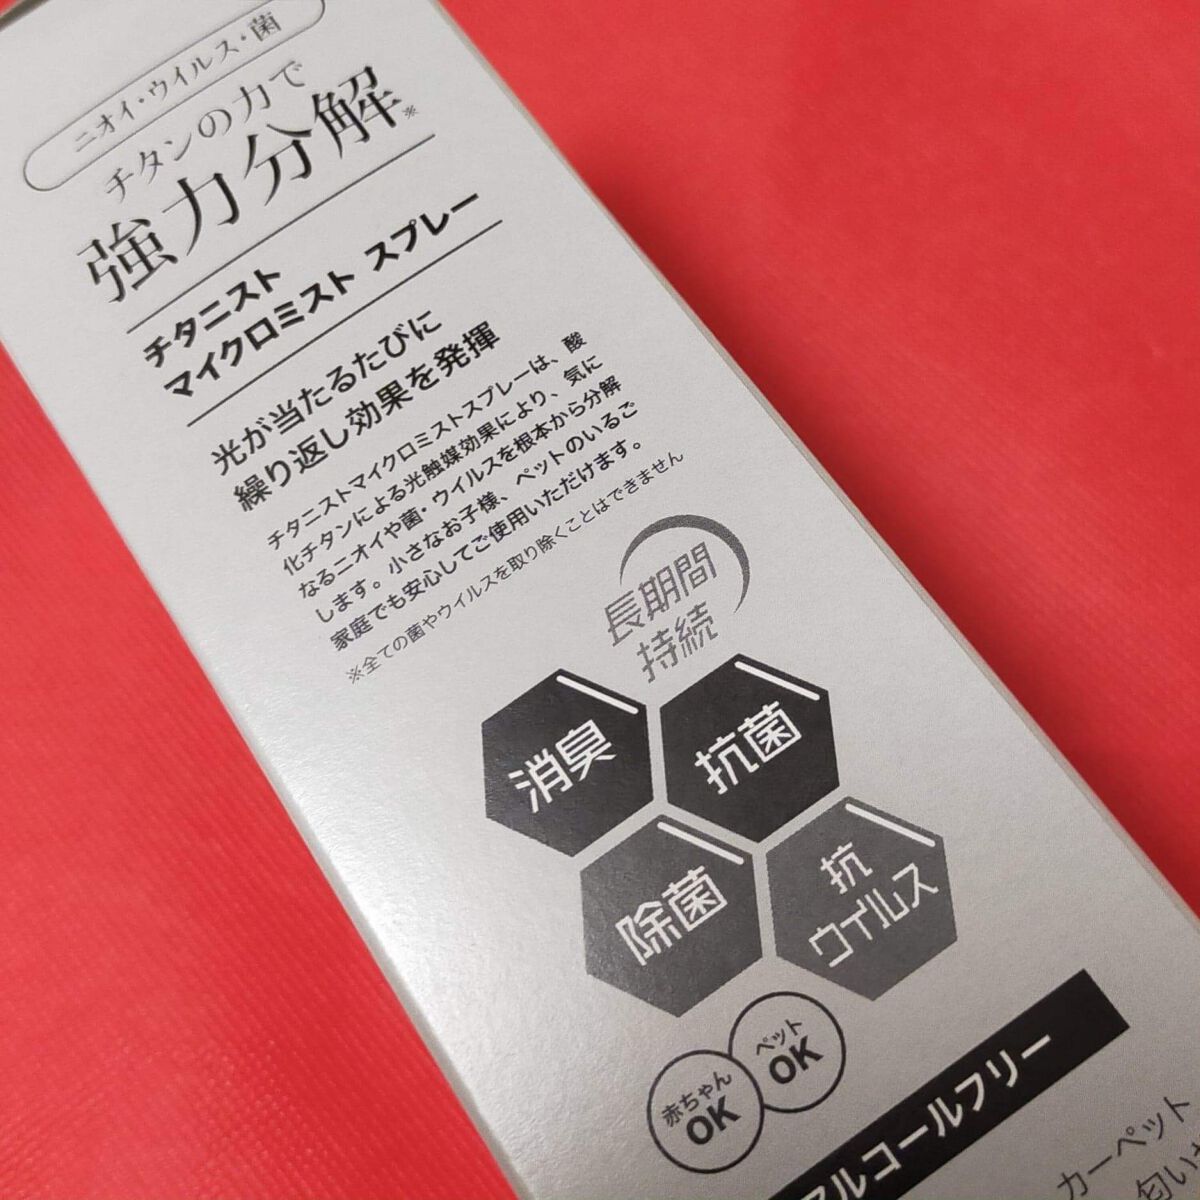 ニオイ・ウイルス・菌
チタンの力で
強力分解※
チタニスト
マイクロミスト スプレー
光が当たるたびに
繰り返し効果を発揮
チタニストマイクロミストスプレーは、酸
化チタンによる光触媒効果により、気に
なるニオイや菌・ウイルスを根本から分解
します。小さなお子様、ペットのいるご
家庭でも安心してご使用いただけます。
※全ての菌やウイルスを取り除くことはできません
長期間
持続
消臭
抗菌
除菌
抗
ウイルス
赤ちゃん
OK
ペット
OK
アルコールフリー
カーペット
匂い